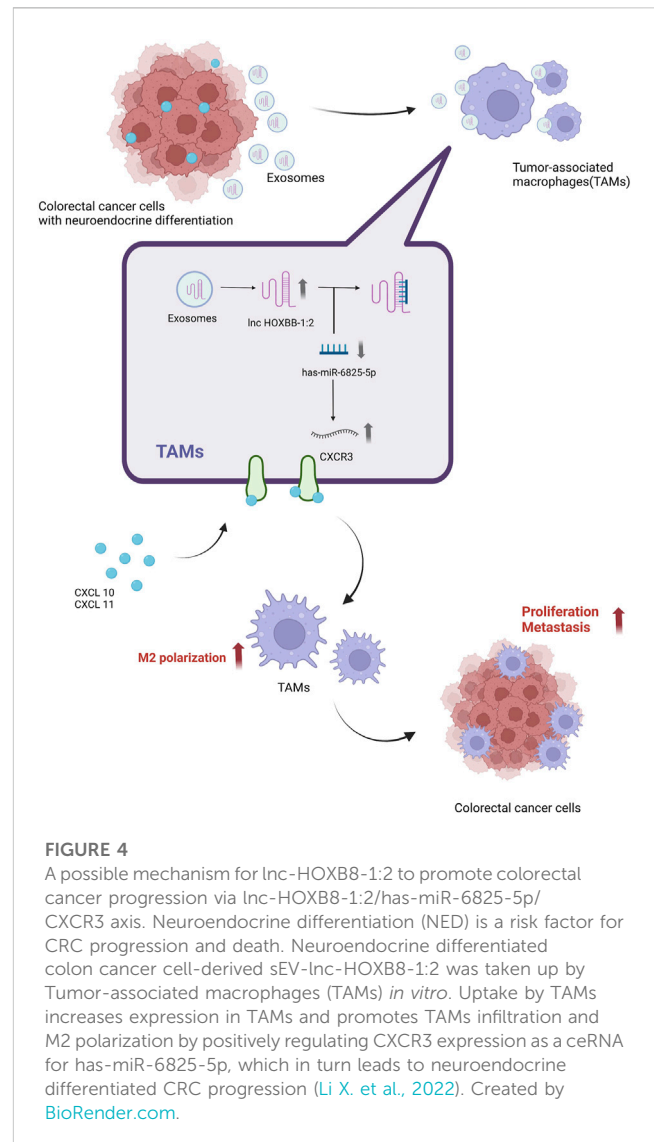 Exosomes
Colorectal cancer cells
with neuroendocrine differentiation
Tumor-associated
macrophages(TAMs)
Exosomes
lnc HOXBB-1:2
has-miR-6825-5p
CXCR3
TAMs
CXCL 10
CXCL 11
M2 polarization
TAMs
Proliferation
Metastasis
Colorectal cancer cells
FIGURE 4
A possible mechanism for lnc-HOXB8-1:2 to promote colorectal
cancer progression via lnc-HOXB8-1:2/has-miR-6825-5p/
CXCR3 axis. Neuroendocrine differentiation (NED) is a risk factor for
CRC progression and death. Neuroendocrine differentiated
colon cancer cell-derived sEV-lnc-HOXB8-1:2 was taken up by
Tumor-associated macrophages (TAMs) in vitro. Uptake by TAMs
increases expression in TAMs and promotes TAMs infiltration and
M2 polarization by positively regulating CXCR3 expression as a ceRNA
for has-miR-6825-5p, which in turn leads to neuroendocrine
differentiated CRC progression (Li X. et al., 2022). Created by
BioRender.com.